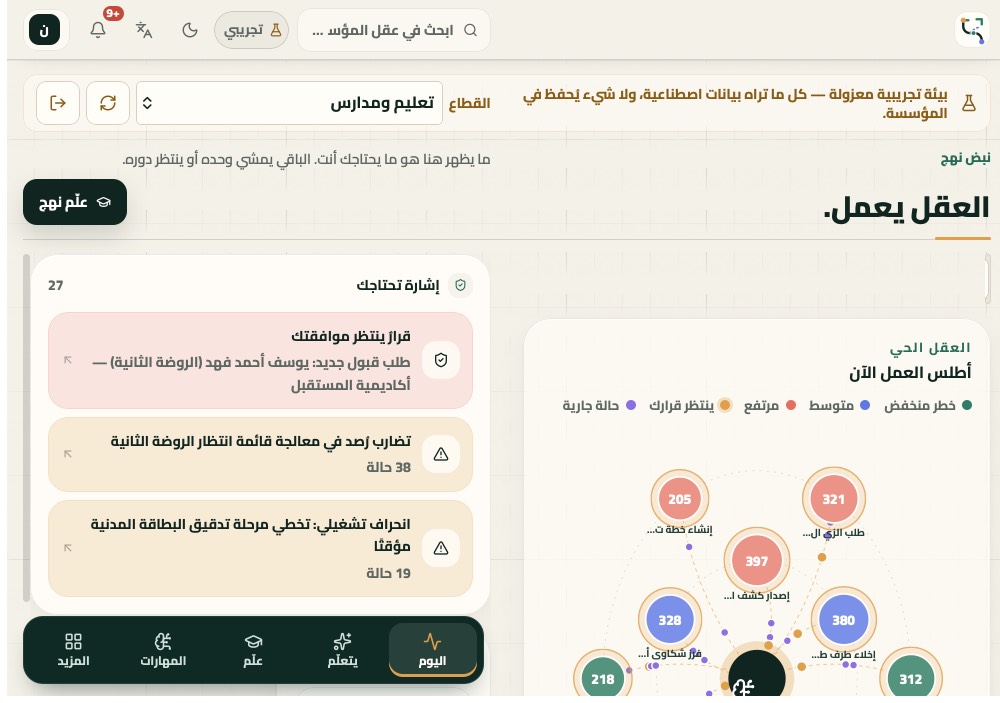 ابحث في عقل المؤس ...
تجريبي
9+
ن
بيئة تجريبية معزولة — كل ما تراه بيانات اصطناعية، ولا شيء يُحفظ في
المؤسسة.
القطاع
تعليم ومدارس
نبض نهج
العقل يعمل.
ما يظهر هنا هو ما يحتاجك أنت. الباقي يمشي وحده أو ينتظر دوره.
علّم نهج
العقل الحي
أطلس العمل الآن
خطر منخفض
متوسط
مرتفع
ينتظر قرارك
حالة جارية
321
طلب الزي ال...
205
إنشاء خطة ت...
397
إصدار كشف ا...
380
إخلاء طرف ط...
328
فرز شكاوى أ...
312
218
إشارة تحتاجك
27
قرارٌ ينتظر موافقتك
طلب قبول جديد: يوسف أحمد فهد (الروضة الثانية) —
أكاديمية المستقبل
تضارب رُصد في معالجة قائمة انتظار الروضة الثانية
38 حالة
انحراف تشغيلي: تخطي مرحلة تدقيق البطاقة المدنية
مؤقتًا
19 حالة
اليوم
يتعلّم
علّم
المهارات
المزيد